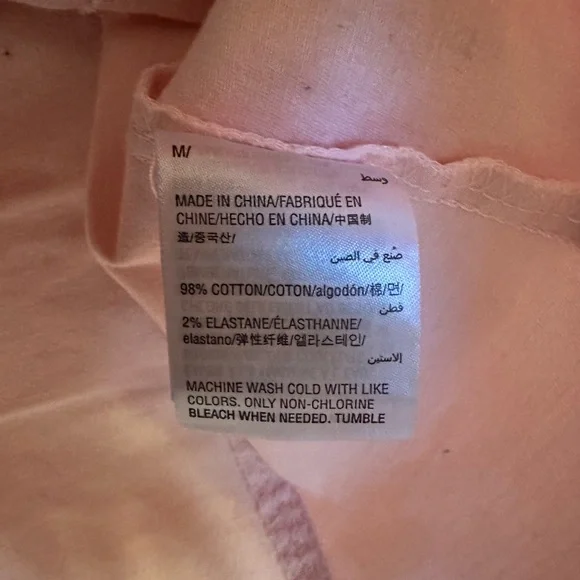 M/
وسط
MADE IN CHINA/FABRIQUÉ EN
CHINE/HECHO EN CHINA/中国制
造/중국산/
صُنع في الصين
98% COTTON/COTON/algodón/棉/면/
قطن
2% ELASTANE/ÉLASTHANNE/
elastano/弹性纤维/엘라스테인/
الاستين
MACHINE WASH COLD WITH LIKE
COLORS. ONLY NON-CHLORINE
BLEACH WHEN NEEDED. TUMBLE